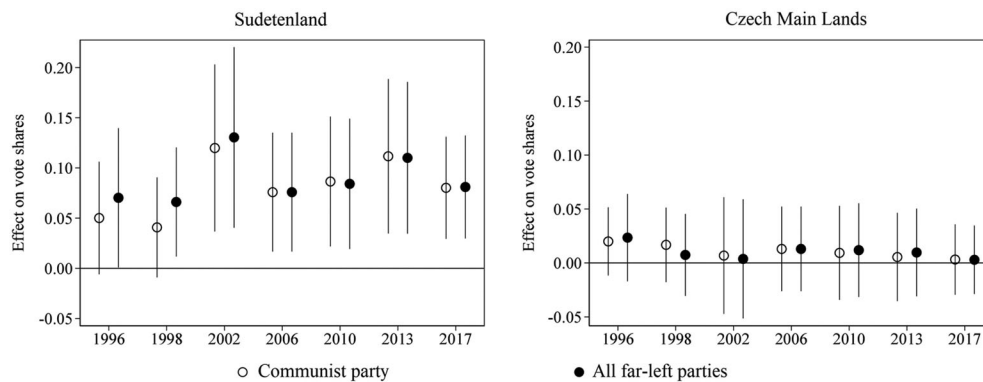 Sudetenland
Effect on vote shares
0.20
0.15
0.10
0.05
0.00
-0.05
1996 1998 2002 2006 2010 2013 2017
Czech Main Lands
Effect on vote shares
0.20
0.15
0.10
0.05
0.00
-0.05
1996 1998 2002 2006 2010 2013 2017
Communist party
All far-left parties